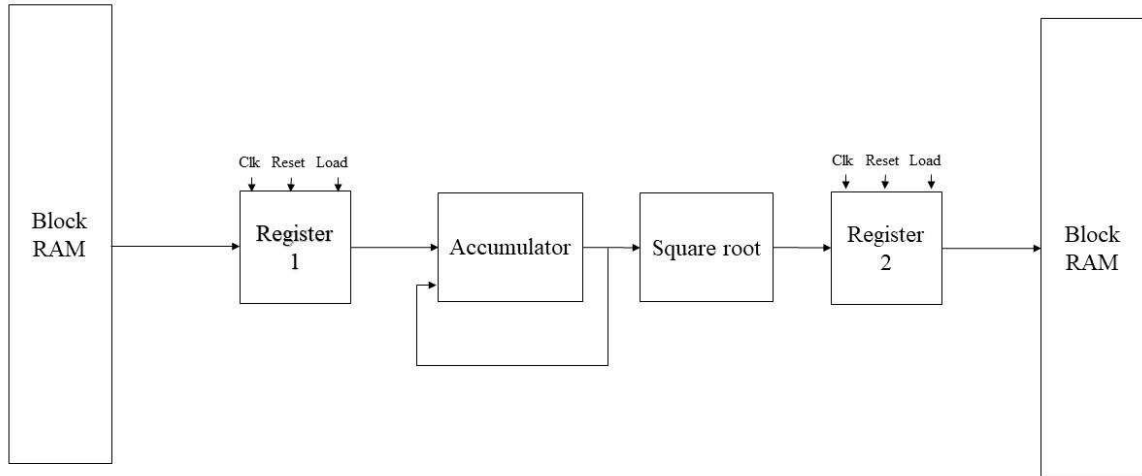 Block
RAM
Clk Reset Load
Register
1
Accumulator
Square root
Clk Reset Load
Register
2
Block
RAM